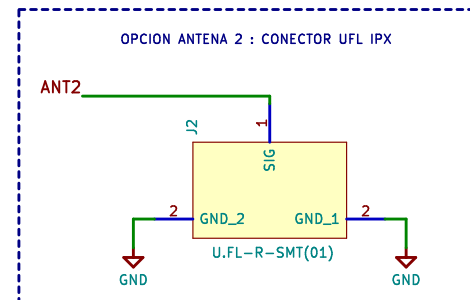 OPCION ANTENA 2 : CONECTOR UFL IPX
ANT2
J2
1
SIG
2
GND_2
GND_1
2
U.FL-R-SMT(01)
GND
GND